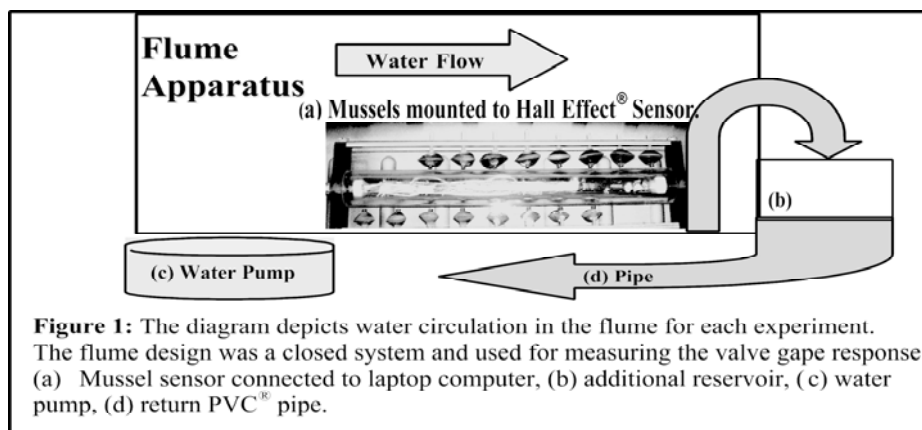 Flume
Apparatus
Water Flow
(a) Mussels mounted to Hall Effect® Sensor.
(b)
(c) Water Pump
(d) Pipe
Figure 1: The diagram depicts water circulation in the flume for each experiment.
The flume design was a closed system and used for measuring the valve gape response
(a) Mussel sensor connected to laptop computer, (b) additional reservoir, (c) water
pump, (d) return PVC® pipe.